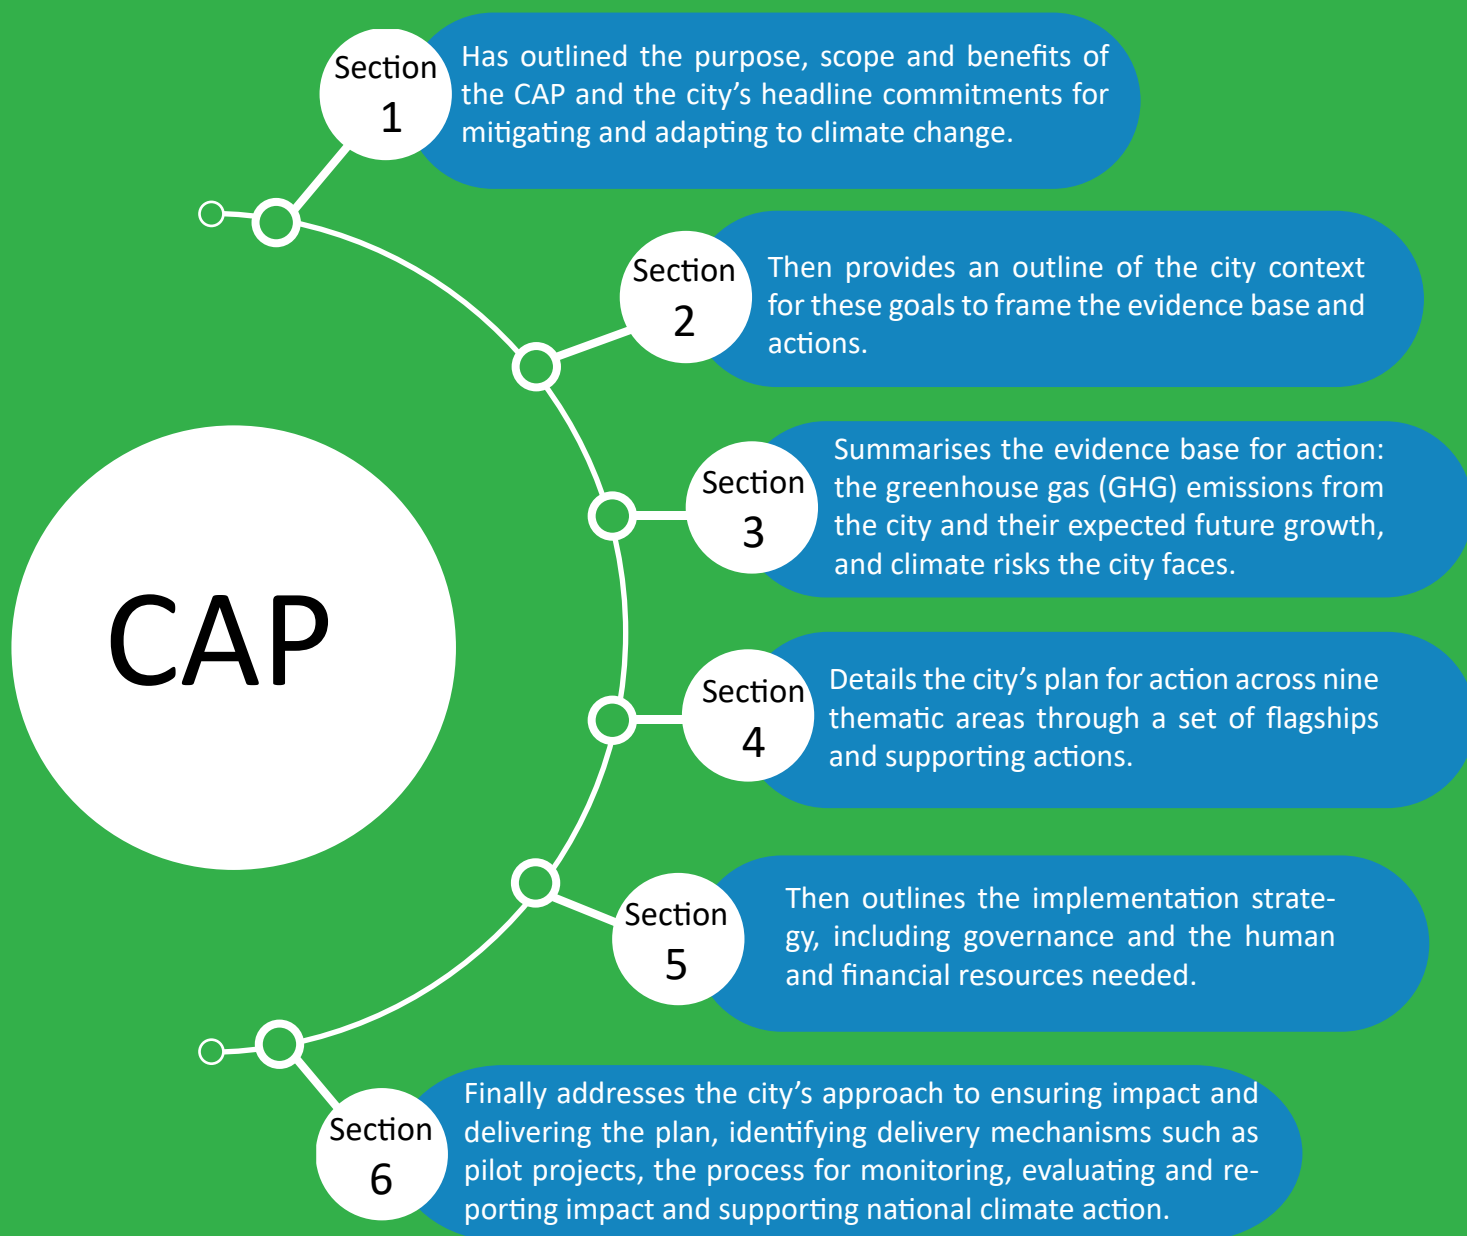 Section
1
Has outlined the purpose, scope and benefits of
the CAP and the city’s headline commitments for
mitigating and adapting to climate change.
Section
2
Then provides an outline of the city context
for these goals to frame the evidence base and
actions.
Section
3
Summarises the evidence base for action:
the greenhouse gas (GHG) emissions from
the city and their expected future growth,
and climate risks the city faces.
CAP
Section
4
Details the city’s plan for action across nine
thematic areas through a set of flagships
and supporting actions.
Section
5
Then outlines the implementation strate-
gy, including governance and the human
and financial resources needed.
Section
6
Finally addresses the city’s approach to ensuring impact and
delivering the plan, identifying delivery mechanisms such as
pilot projects, the process for monitoring, evaluating and re-
porting impact and supporting national climate action.